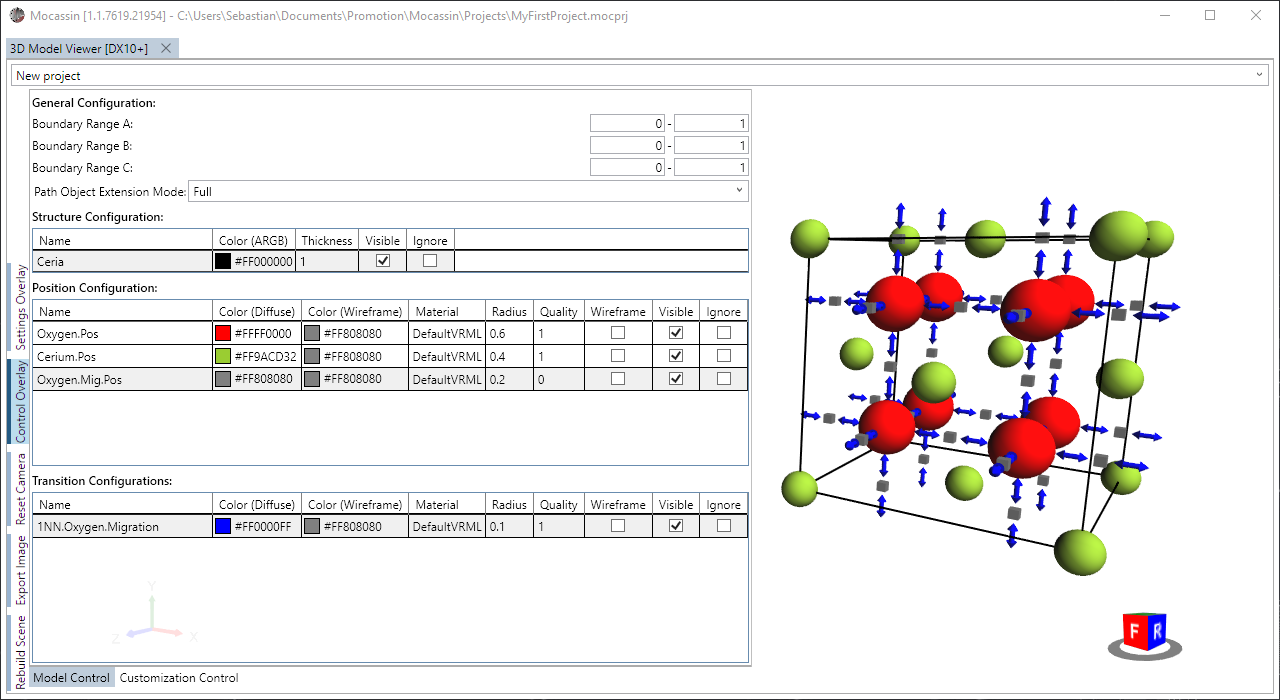 Mocassin [1.1.7619.21954] - C:\Users\Sebastian\Documents\Promotion\Mocassin\Projects\MyFirstProject.mocprj
3D Model Viewer [DX10+]
New project
General Configuration:
Boundary Range A: 0 - 1
Boundary Range B: 0 - 1
Boundary Range C: 0 - 1
Path Object Extension Mode: Full
Structure Configuration:
Name Color (ARGB) Thickness Visible Ignore
Ceria #FF000000 1
Position Configuration:
Name Color (Diffuse) Color (Wireframe) Material Radius Quality Wireframe Visible Ignore
Oxygen.Pos #FFFF0000 #FF808080 DefaultVRML 0.6 1
Cerium.Pos #FF9ACD32 #FF808080 DefaultVRML 0.4 1
Oxygen.Mig.Pos #FF808080 #FF808080 DefaultVRML 0.2 0
Transition Configurations:
Name Color (Diffuse) Color (Wireframe) Material Radius Quality Wireframe Visible Ignore
1NN.Oxygen.Migration #FF0000FF #FF808080 DefaultVRML 0.1 1
Settings Overlay
Control Overlay
Reset Camera
Export Image
Rebuild Scene
Y
Z
X
F R
Model Control Customization Control